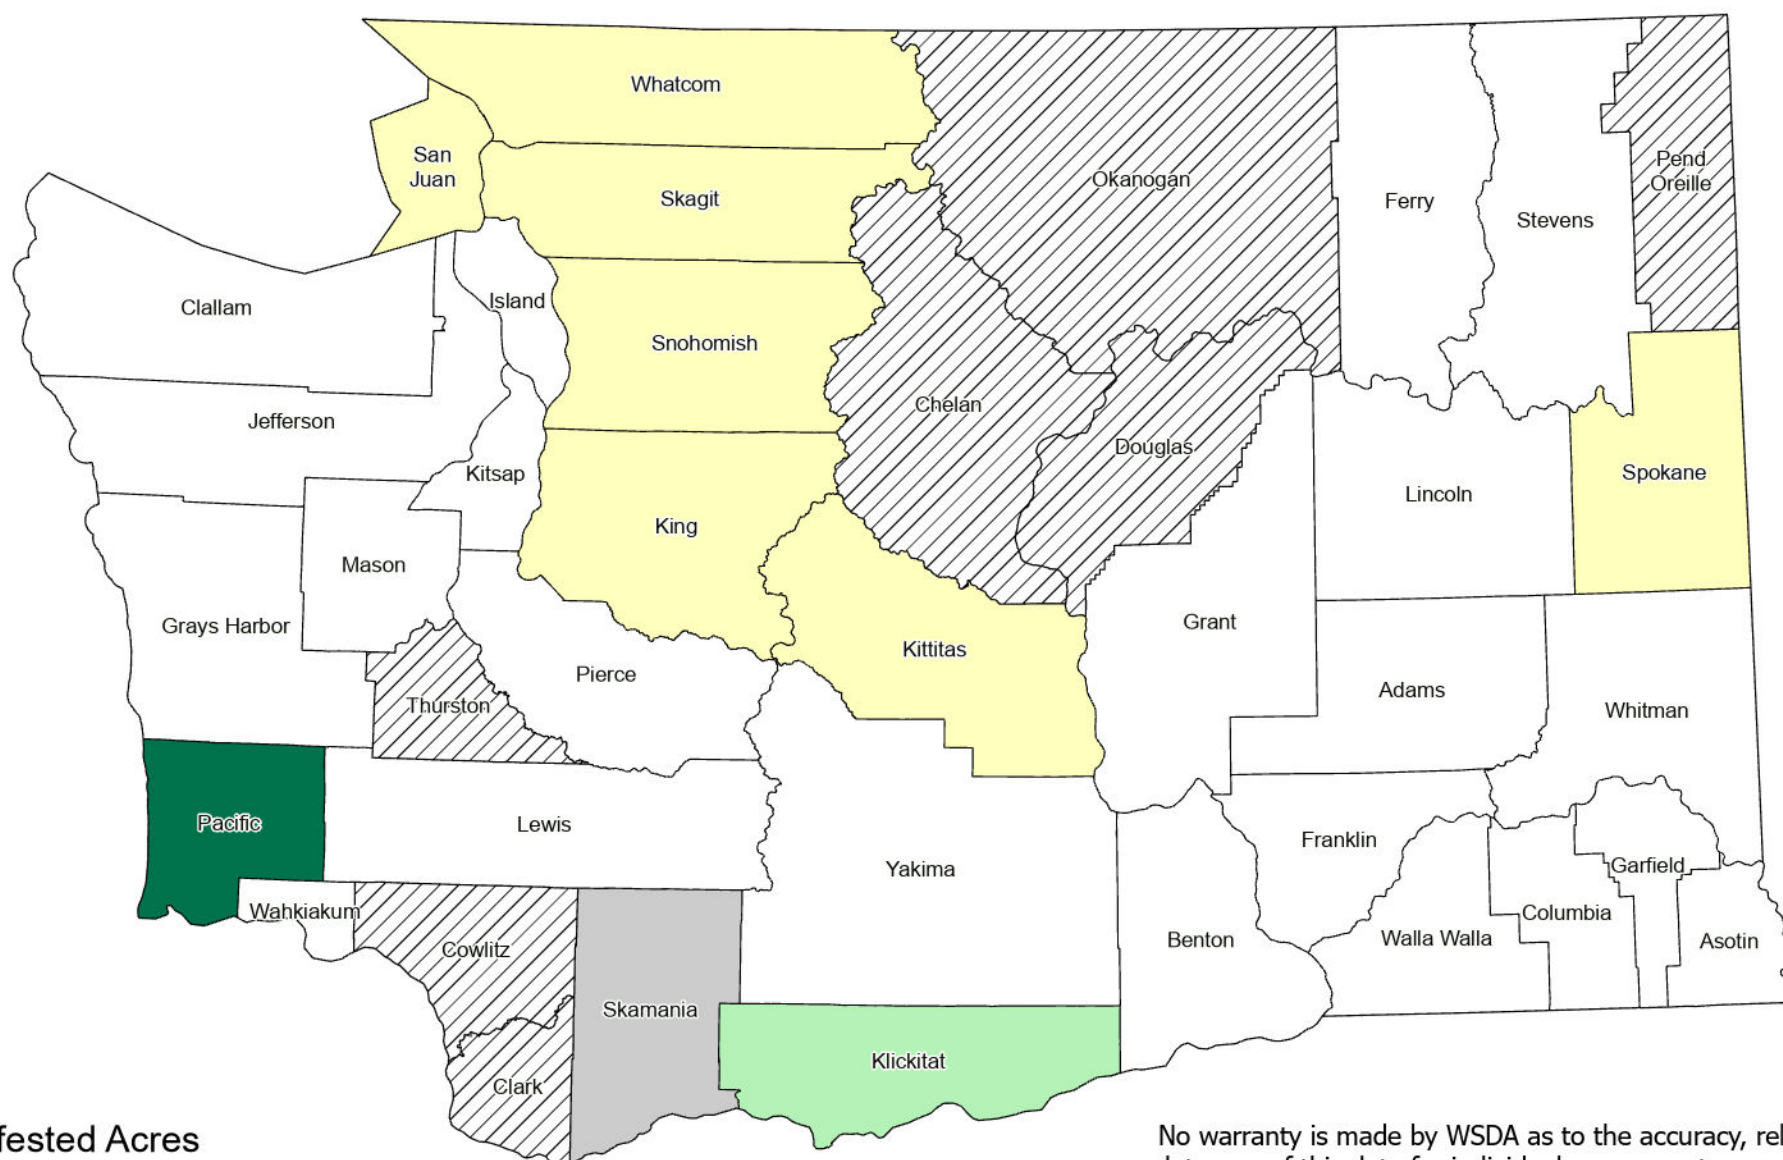 Whatcom
San
Juan
Skagit
Okanogan
Ferry
Stevens
Pend
Oreille
Clallam
Island
Snohomish
Chelan
Jefferson
Kitsap
Douglas
Lincoln
Spokane
King
Mason
Grays Harbor
Kittitas
Grant
Pierce
Thurston
Adams
Whitman
Pacific
Lewis
Yakima
Franklin
Garfield
Wahkiakum
Columbia
Cowlitz
Benton
Walla Walla
Asotin
Skamania
Klickitat
Clark
fested Acres
No warranty is made by WSDA as to the accuracy, rel